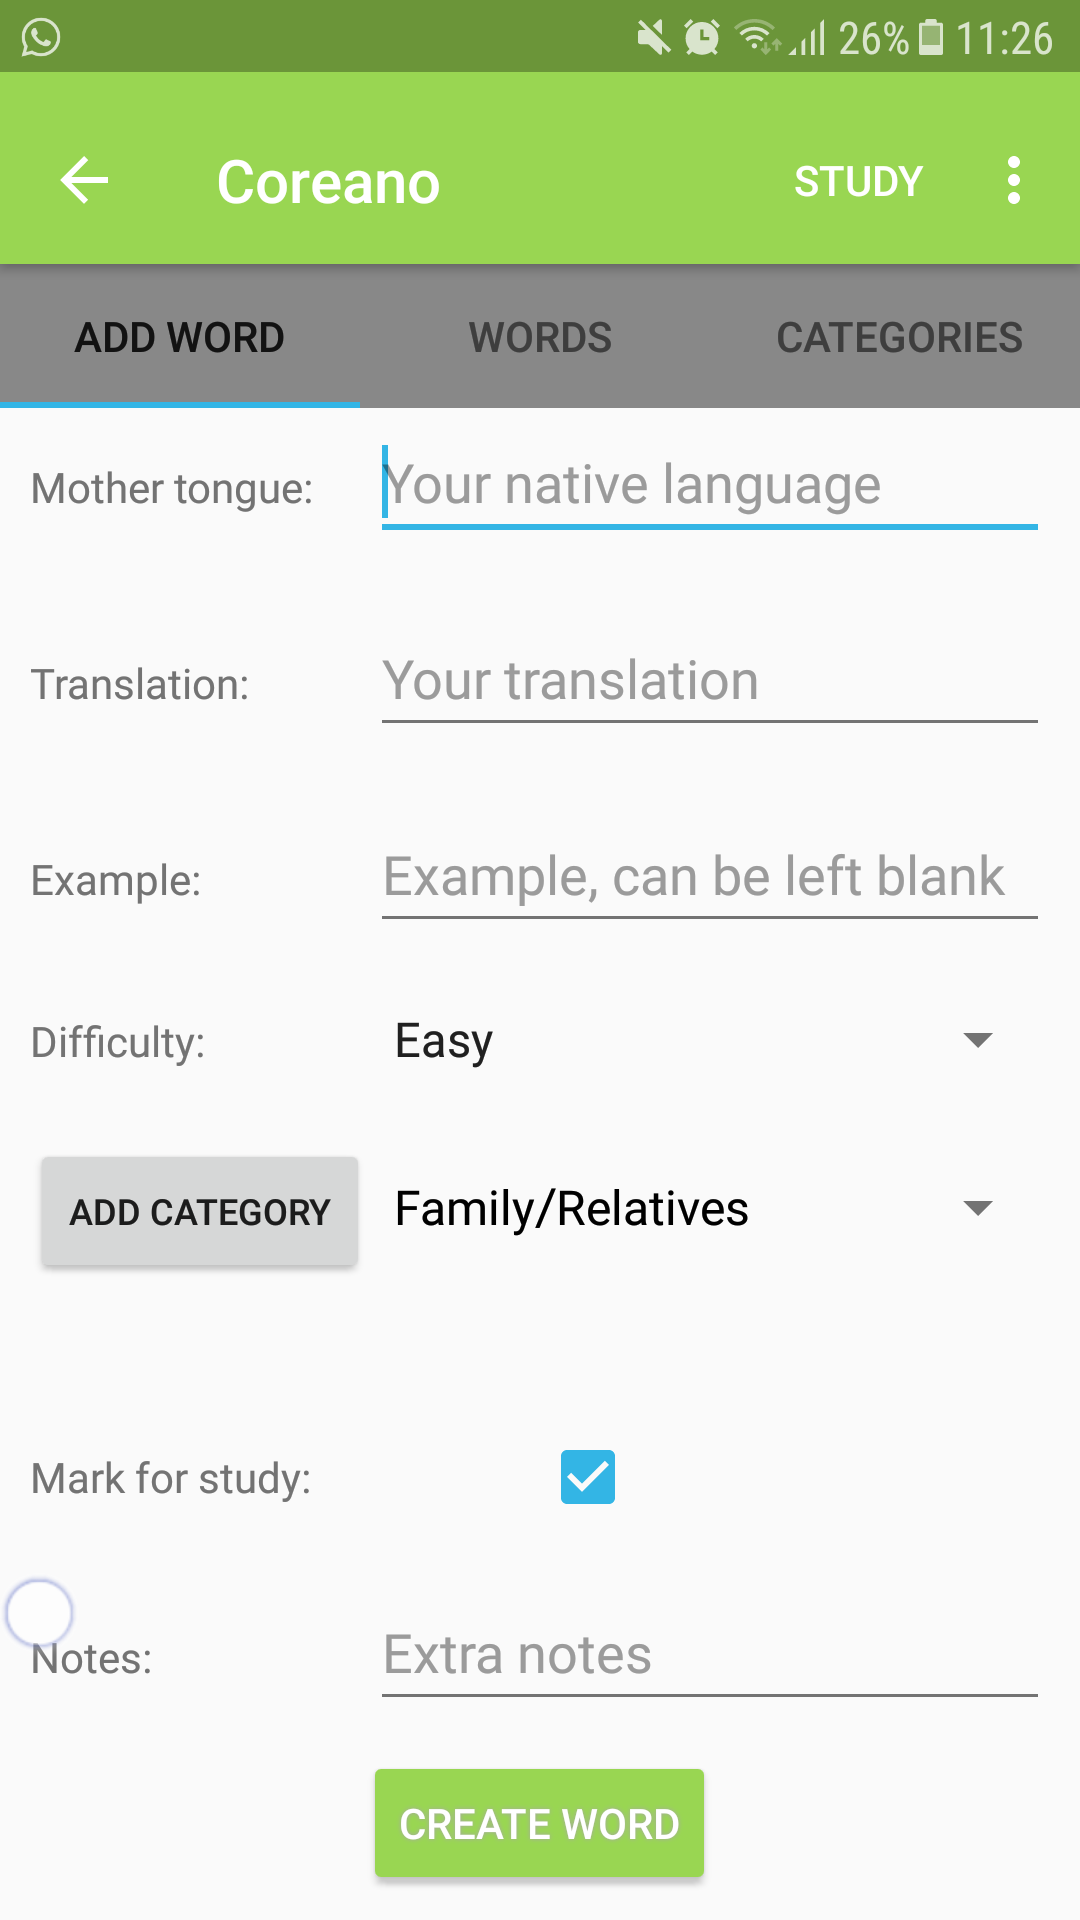 26% 11:26
Coreano STUDY
ADD WORD WORDS CATEGORIES
Mother tongue: Your native language
Translation: Your translation
Example: Example, can be left blank
Difficulty: Easy
ADD CATEGORY Family/Relatives
Mark for study:
Notes: Extra notes
CREATE WORD